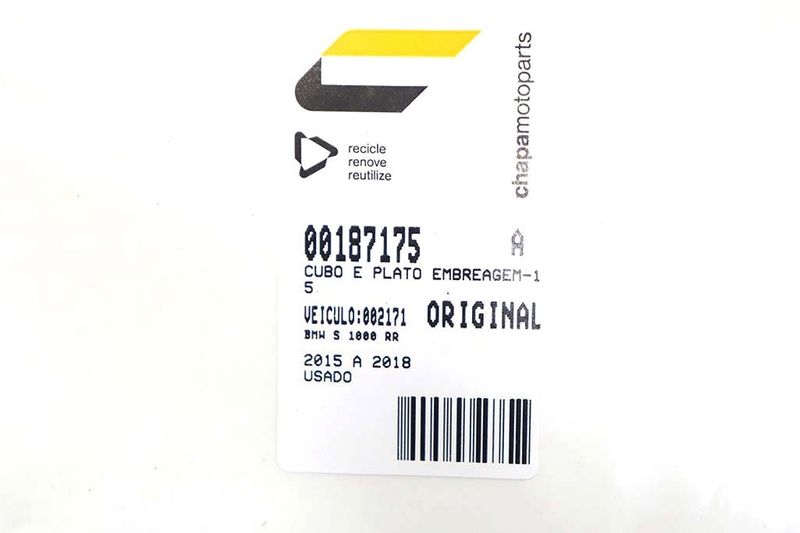 chapamotoparts
recicle
renove
reutilize
00187175 A
CUBO E PLATO EMBREAGEM-1
5
VEICULO:002171 ORIGINAL
BMW S 1000 RR
2015 A 2018
USADO